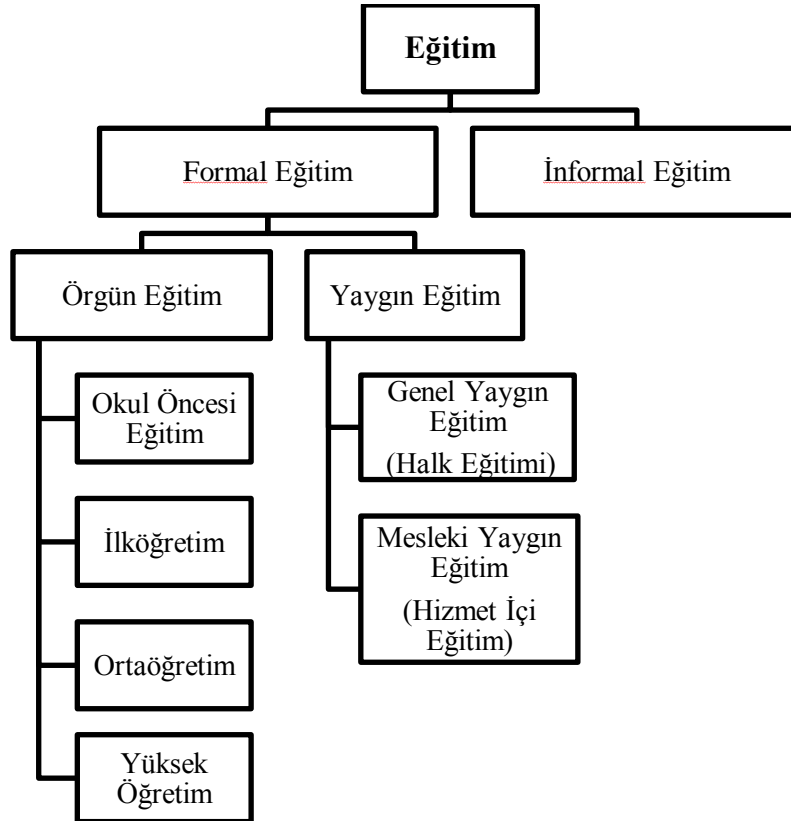 Eğitim
Formal Eğitim
İnformal Eğitim
Örgün Eğitim
Yaygın Eğitim
Okul Öncesi
Eğitim
İlköğretim
Ortaöğretim
Yüksek
Öğretim
Genel Yaygın
Eğitim
(Halk Eğitimi)
Mesleki Yaygın
Eğitim
(Hizmet İçi
Eğitim)